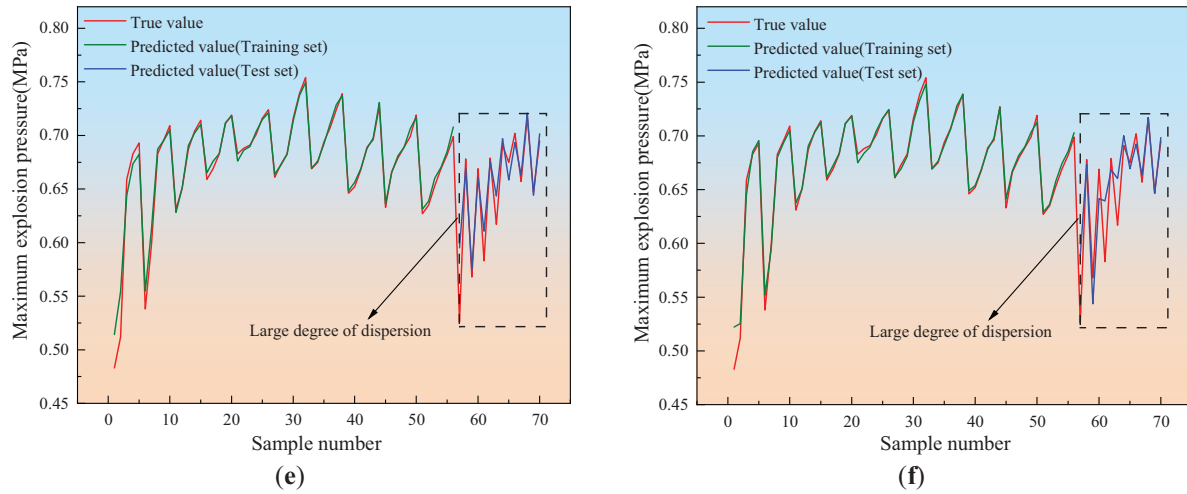 True value
Predicted value(Training set)
Predicted value(Test set)
Maximum explosion pressure(MPa)
0.80
0.75
0.70
0.65
0.60
0.55
0.50
0.45
Large degree of dispersion
0 10 20 30 40 50 60 70
Sample number
(e)
True value
Predicted value(Training set)
Predicted value(Test set)
Maximum explosion pressure(MPa)
0.80
0.75
0.70
0.65
0.60
0.55
0.50
0.45
Large degree of dispersion
0 10 20 30 40 50 60 70
Sample number
(f)